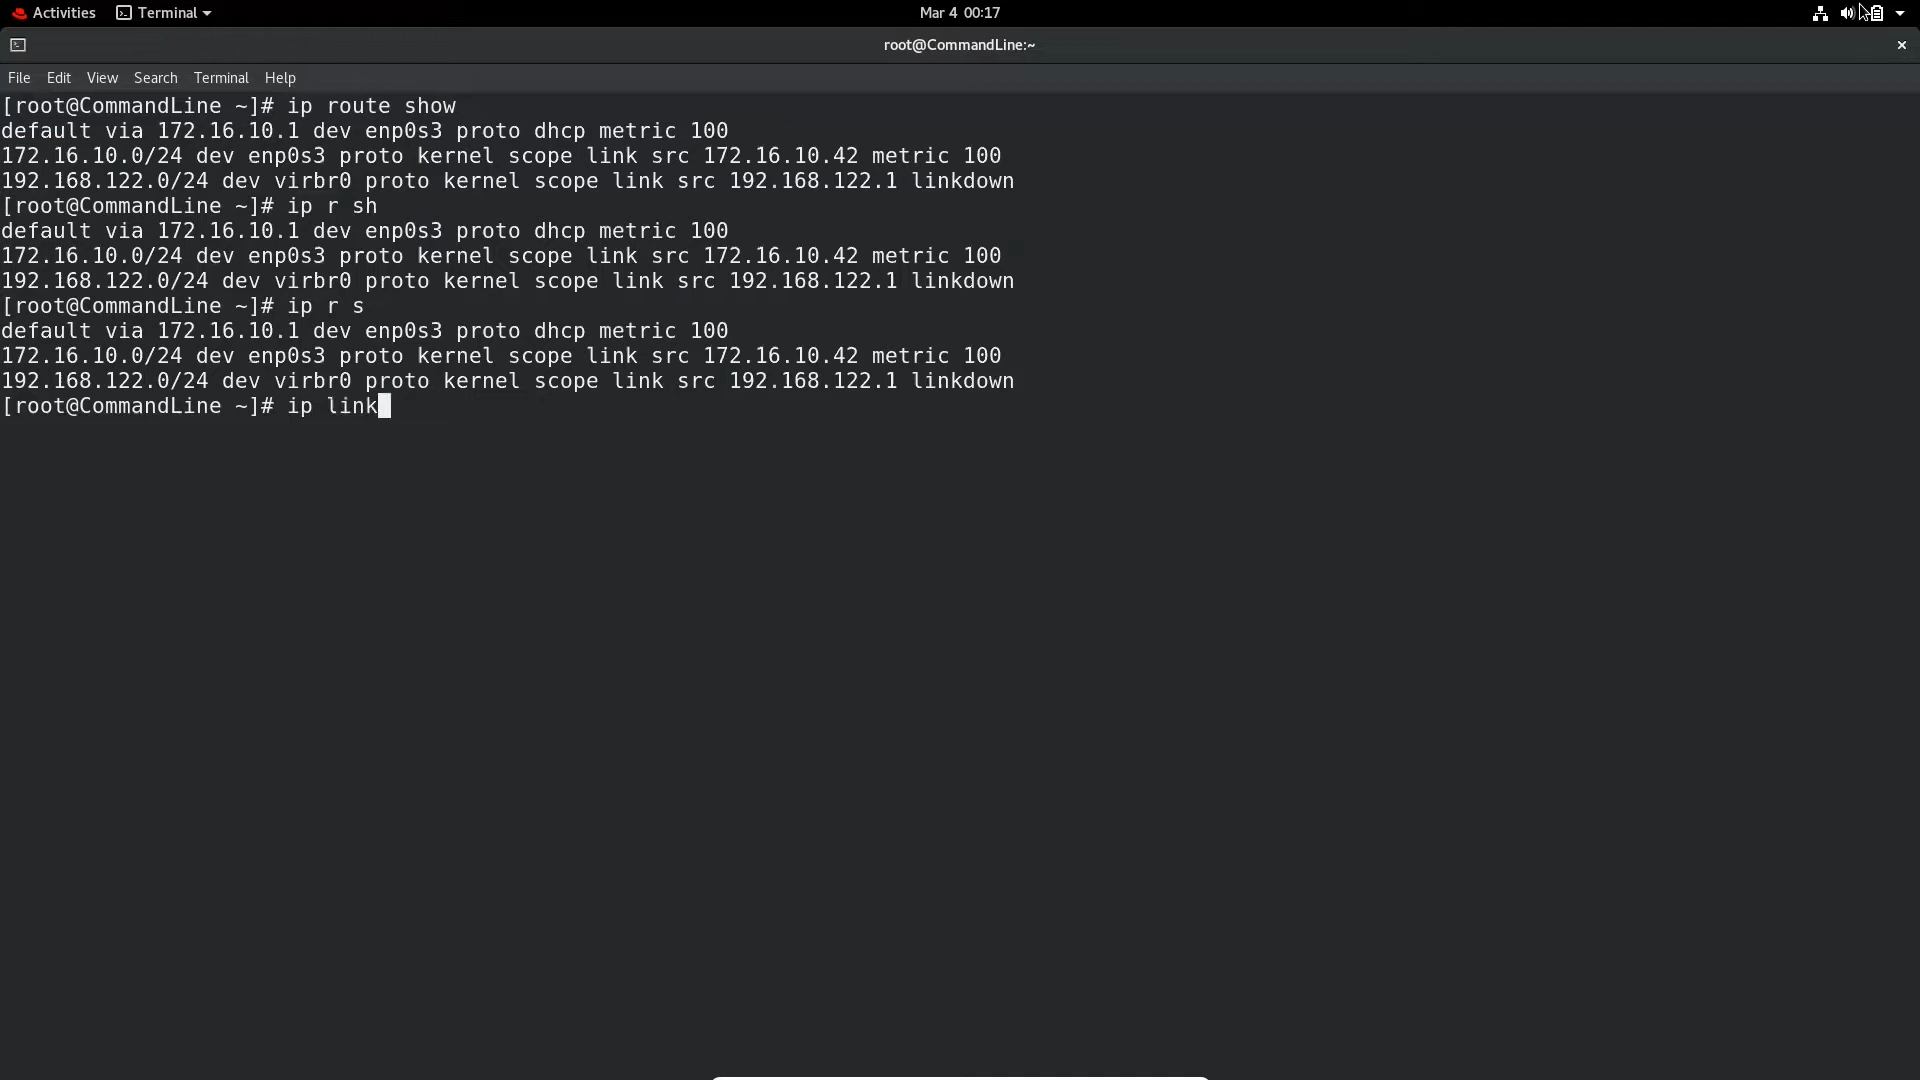 Activities Terminal Mar 4 00:17
root@CommandLine:~
File Edit View Search Terminal Help
[root@CommandLine ~]# ip route show
default via 172.16.10.1 dev enp0s3 proto dhcp metric 100
172.16.10.0/24 dev enp0s3 proto kernel scope link src 172.16.10.42 metric 100
192.168.122.0/24 dev virbr0 proto kernel scope link src 192.168.122.1 linkdown
[root@CommandLine ~]# ip r sh
default via 172.16.10.1 dev enp0s3 proto dhcp metric 100
172.16.10.0/24 dev enp0s3 proto kernel scope link src 172.16.10.42 metric 100
192.168.122.0/24 dev virbr0 proto kernel scope link src 192.168.122.1 linkdown
[root@CommandLine ~]# ip r s
default via 172.16.10.1 dev enp0s3 proto dhcp metric 100
172.16.10.0/24 dev enp0s3 proto kernel scope link src 172.16.10.42 metric 100
192.168.122.0/24 dev virbr0 proto kernel scope link src 192.168.122.1 linkdown
[root@CommandLine ~]# ip link